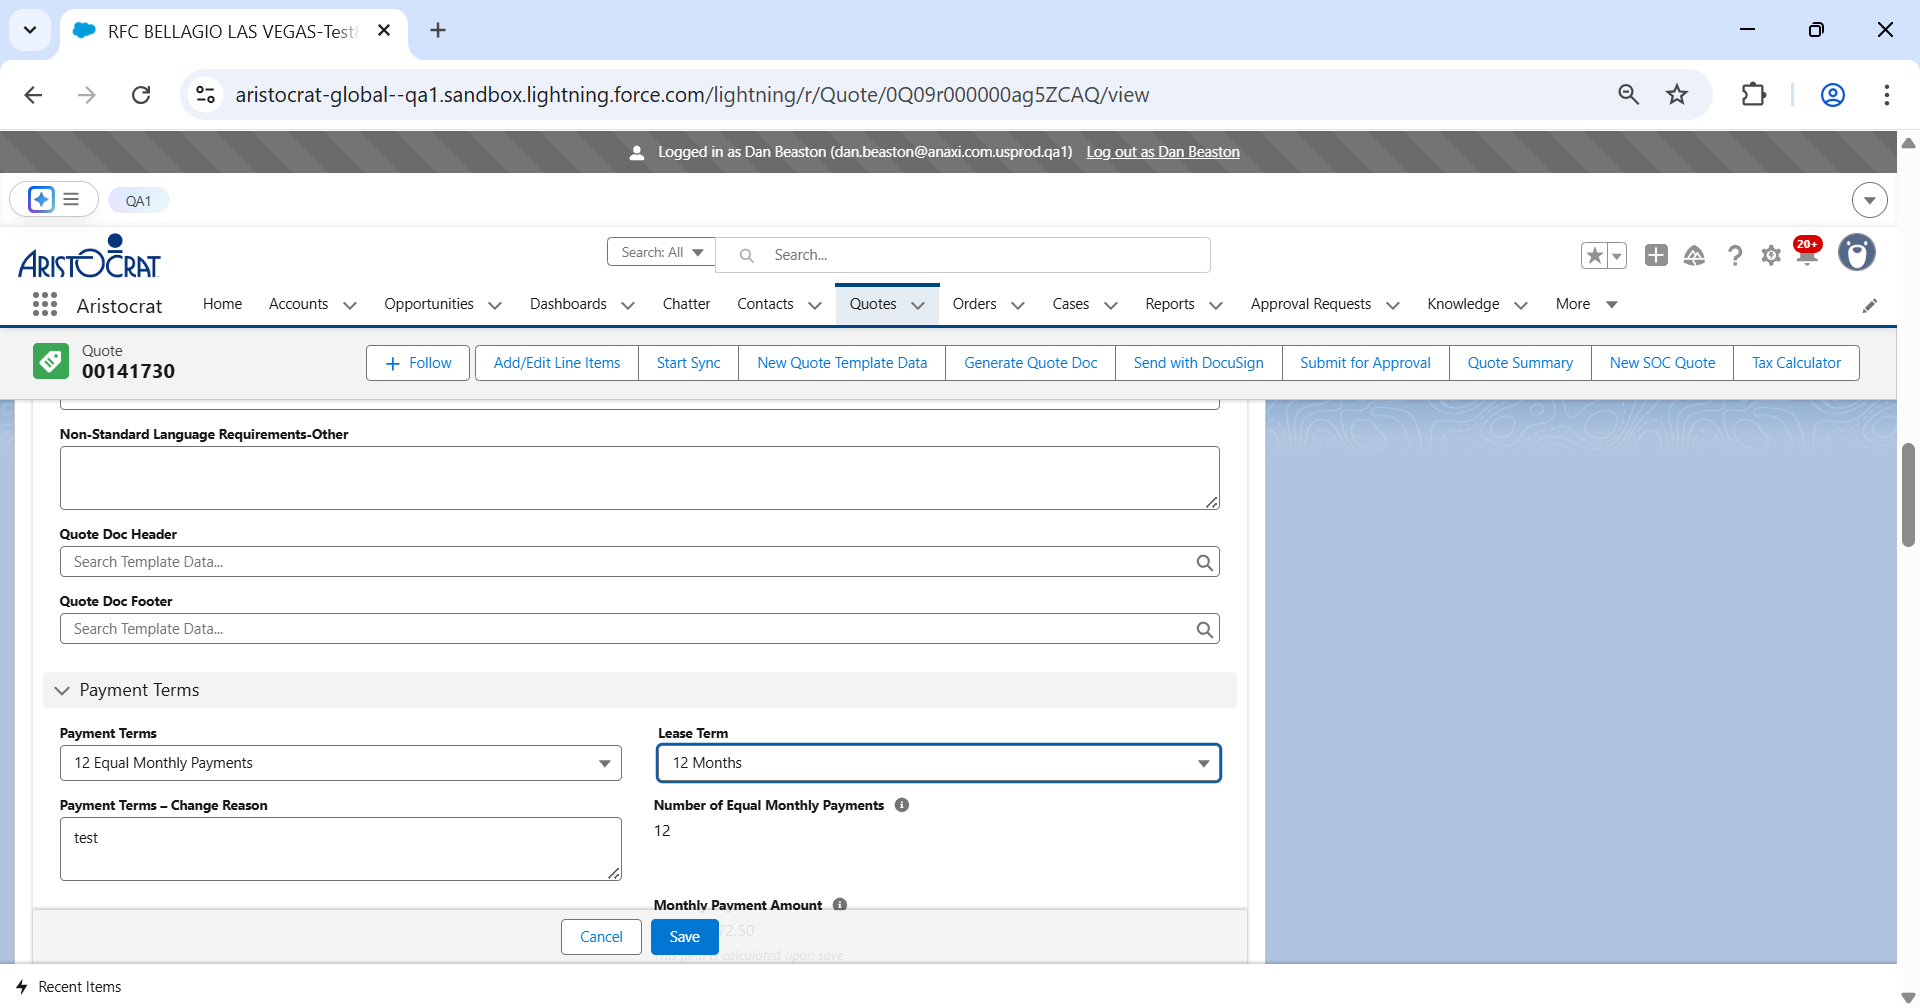 RFC BELLAGIO LAS VEGAS-Test
aristocrat-global--qa1.sandbox.lightning.force.com/lightning/r/Quote/0Q09r000000ag5ZCAQ/view
Logged in as Dan Beaston (dan.beaston@anaxi.com.usprod.qa1) Log out as Dan Beaston
QA1
ARISTOCRAT
Search: All
Search...
20+
Aristocrat
Home
Accounts
Opportunities
Dashboards
Chatter
Contacts
Quotes
Orders
Cases
Reports
Approval Requests
Knowledge
More
Quote
00141730
Follow
Add/Edit Line Items
Start Sync
New Quote Template Data
Generate Quote Doc
Send with DocuSign
Submit for Approval
Quote Summary
New SOC Quote
Tax Calculator
Non-Standard Language Requirements-Other
Quote Doc Header
Search Template Data...
Quote Doc Footer
Search Template Data...
Payment Terms
Payment Terms
12 Equal Monthly Payments
Lease Term
12 Months
Payment Terms – Change Reason
test
Number of Equal Monthly Payments
12
Monthly Payment Amount
72.50
calculated upon save
Cancel
Save
Recent Items